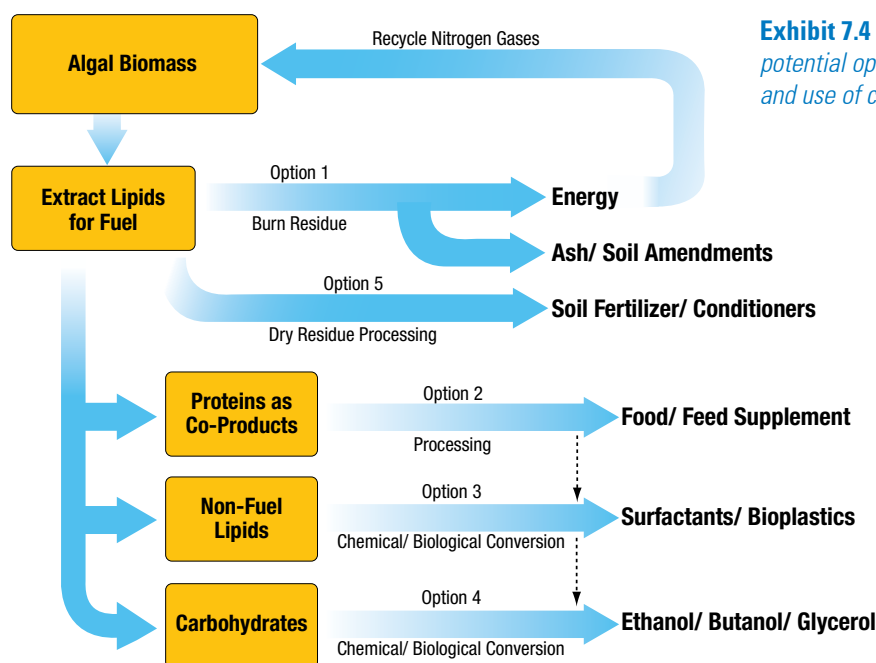 Recycle Nitrogen Gases
Exhibit 7.4
potential op
and use of c
Algal Biomass
Extract Lipids
for Fuel
Option 1
Burn Residue
Energy
Ash/ Soil Amendments
Option 5
Dry Residue Processing
Soil Fertilizer/ Conditioners
Proteins as
Co-Products
Option 2
Processing
Food/ Feed Supplement
Non-Fuel
Lipids
Option 3
Chemical/ Biological Conversion
Surfactants/ Bioplastics
Carbohydrates
Option 4
Chemical/ Biological Conversion
Ethanol/ Butanol/ Glycerol